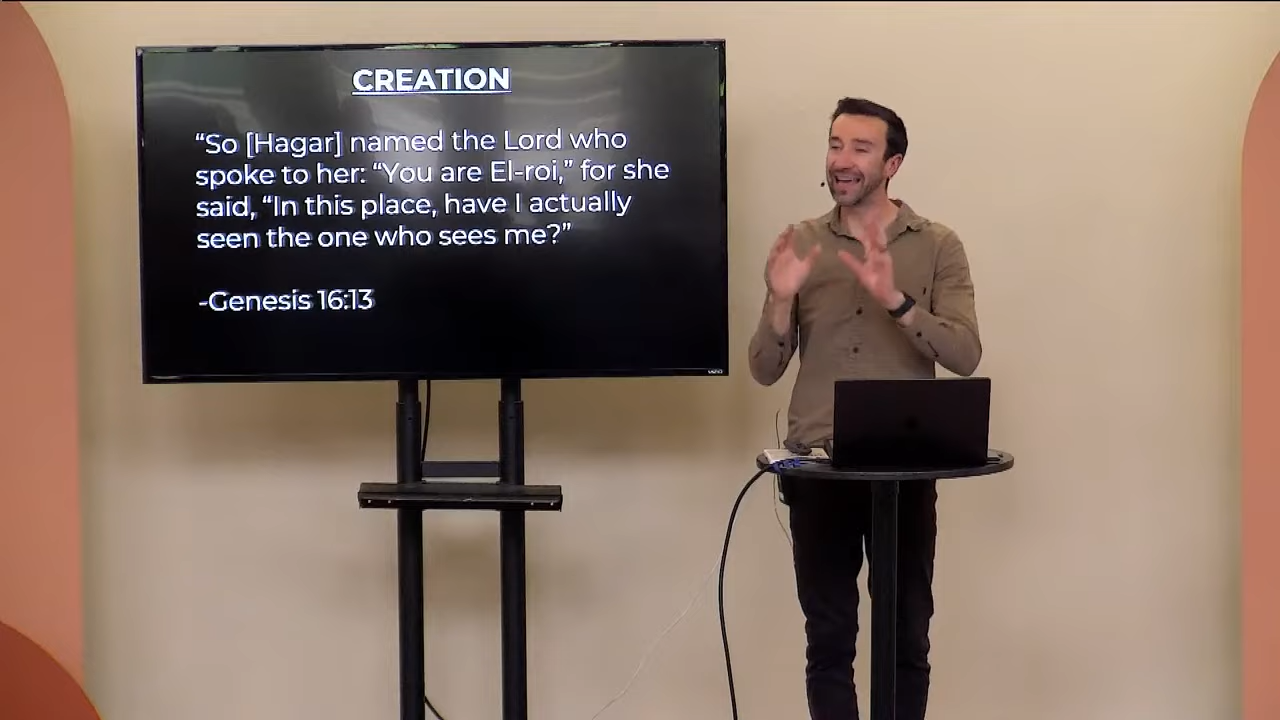 CREATION
“So [Hagar] named the Lord who
spoke to her: “You are El-roi,” for she
said, “In this place, have I actually
seen the one who sees me?”
-Genesis 16:13
VIZIO